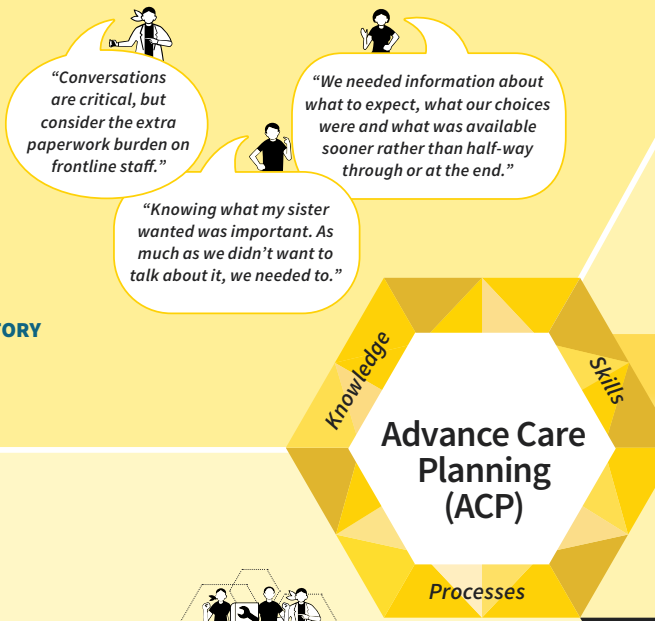 “Conversations
are critical, but
consider the extra
paperwork burden on
frontline staff.”
“We needed information about
what to expect, what our choices
were and what was available
sooner rather than half-way
through or at the end.”
“Knowing what my sister
wanted was important. As
much as we didn’t want to
talk about it, we needed to.”
TORY
Knowledge
Skills
Advance Care
Planning
(ACP)
Processes